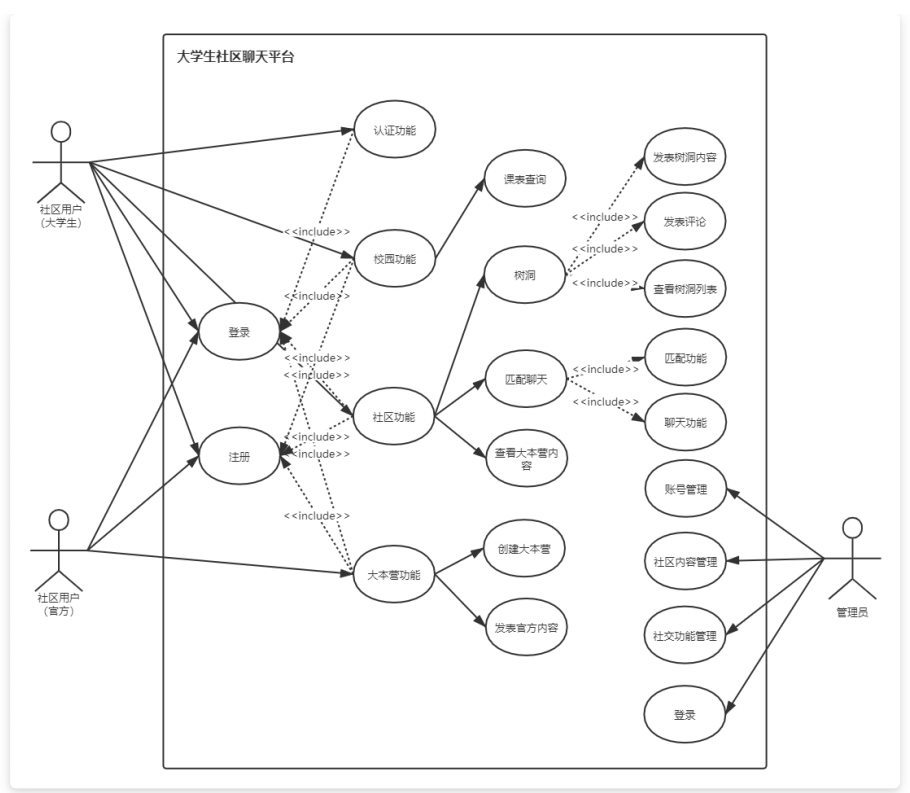 大学生社区聊天平台
认证功能
发表树洞内容
课表查询
社区用户
(大学生)
<<include>>
发表评论
<<include>>
校园功能
<<include>>
树洞
<<include>>
查看树洞列表
<<include>>
登录
<<include>>
匹配功能
<<include>>
<<include>>
匹配聊天
<<include>>
社区功能
聊天功能
<<include>>
<<include>>
注册
查看大本营内
容
账号管理
<<include>>
社区用户
(官方)
创建大本营
大本营功能
社区内容管理
管理员
发表官方内容
社交功能管理
登录